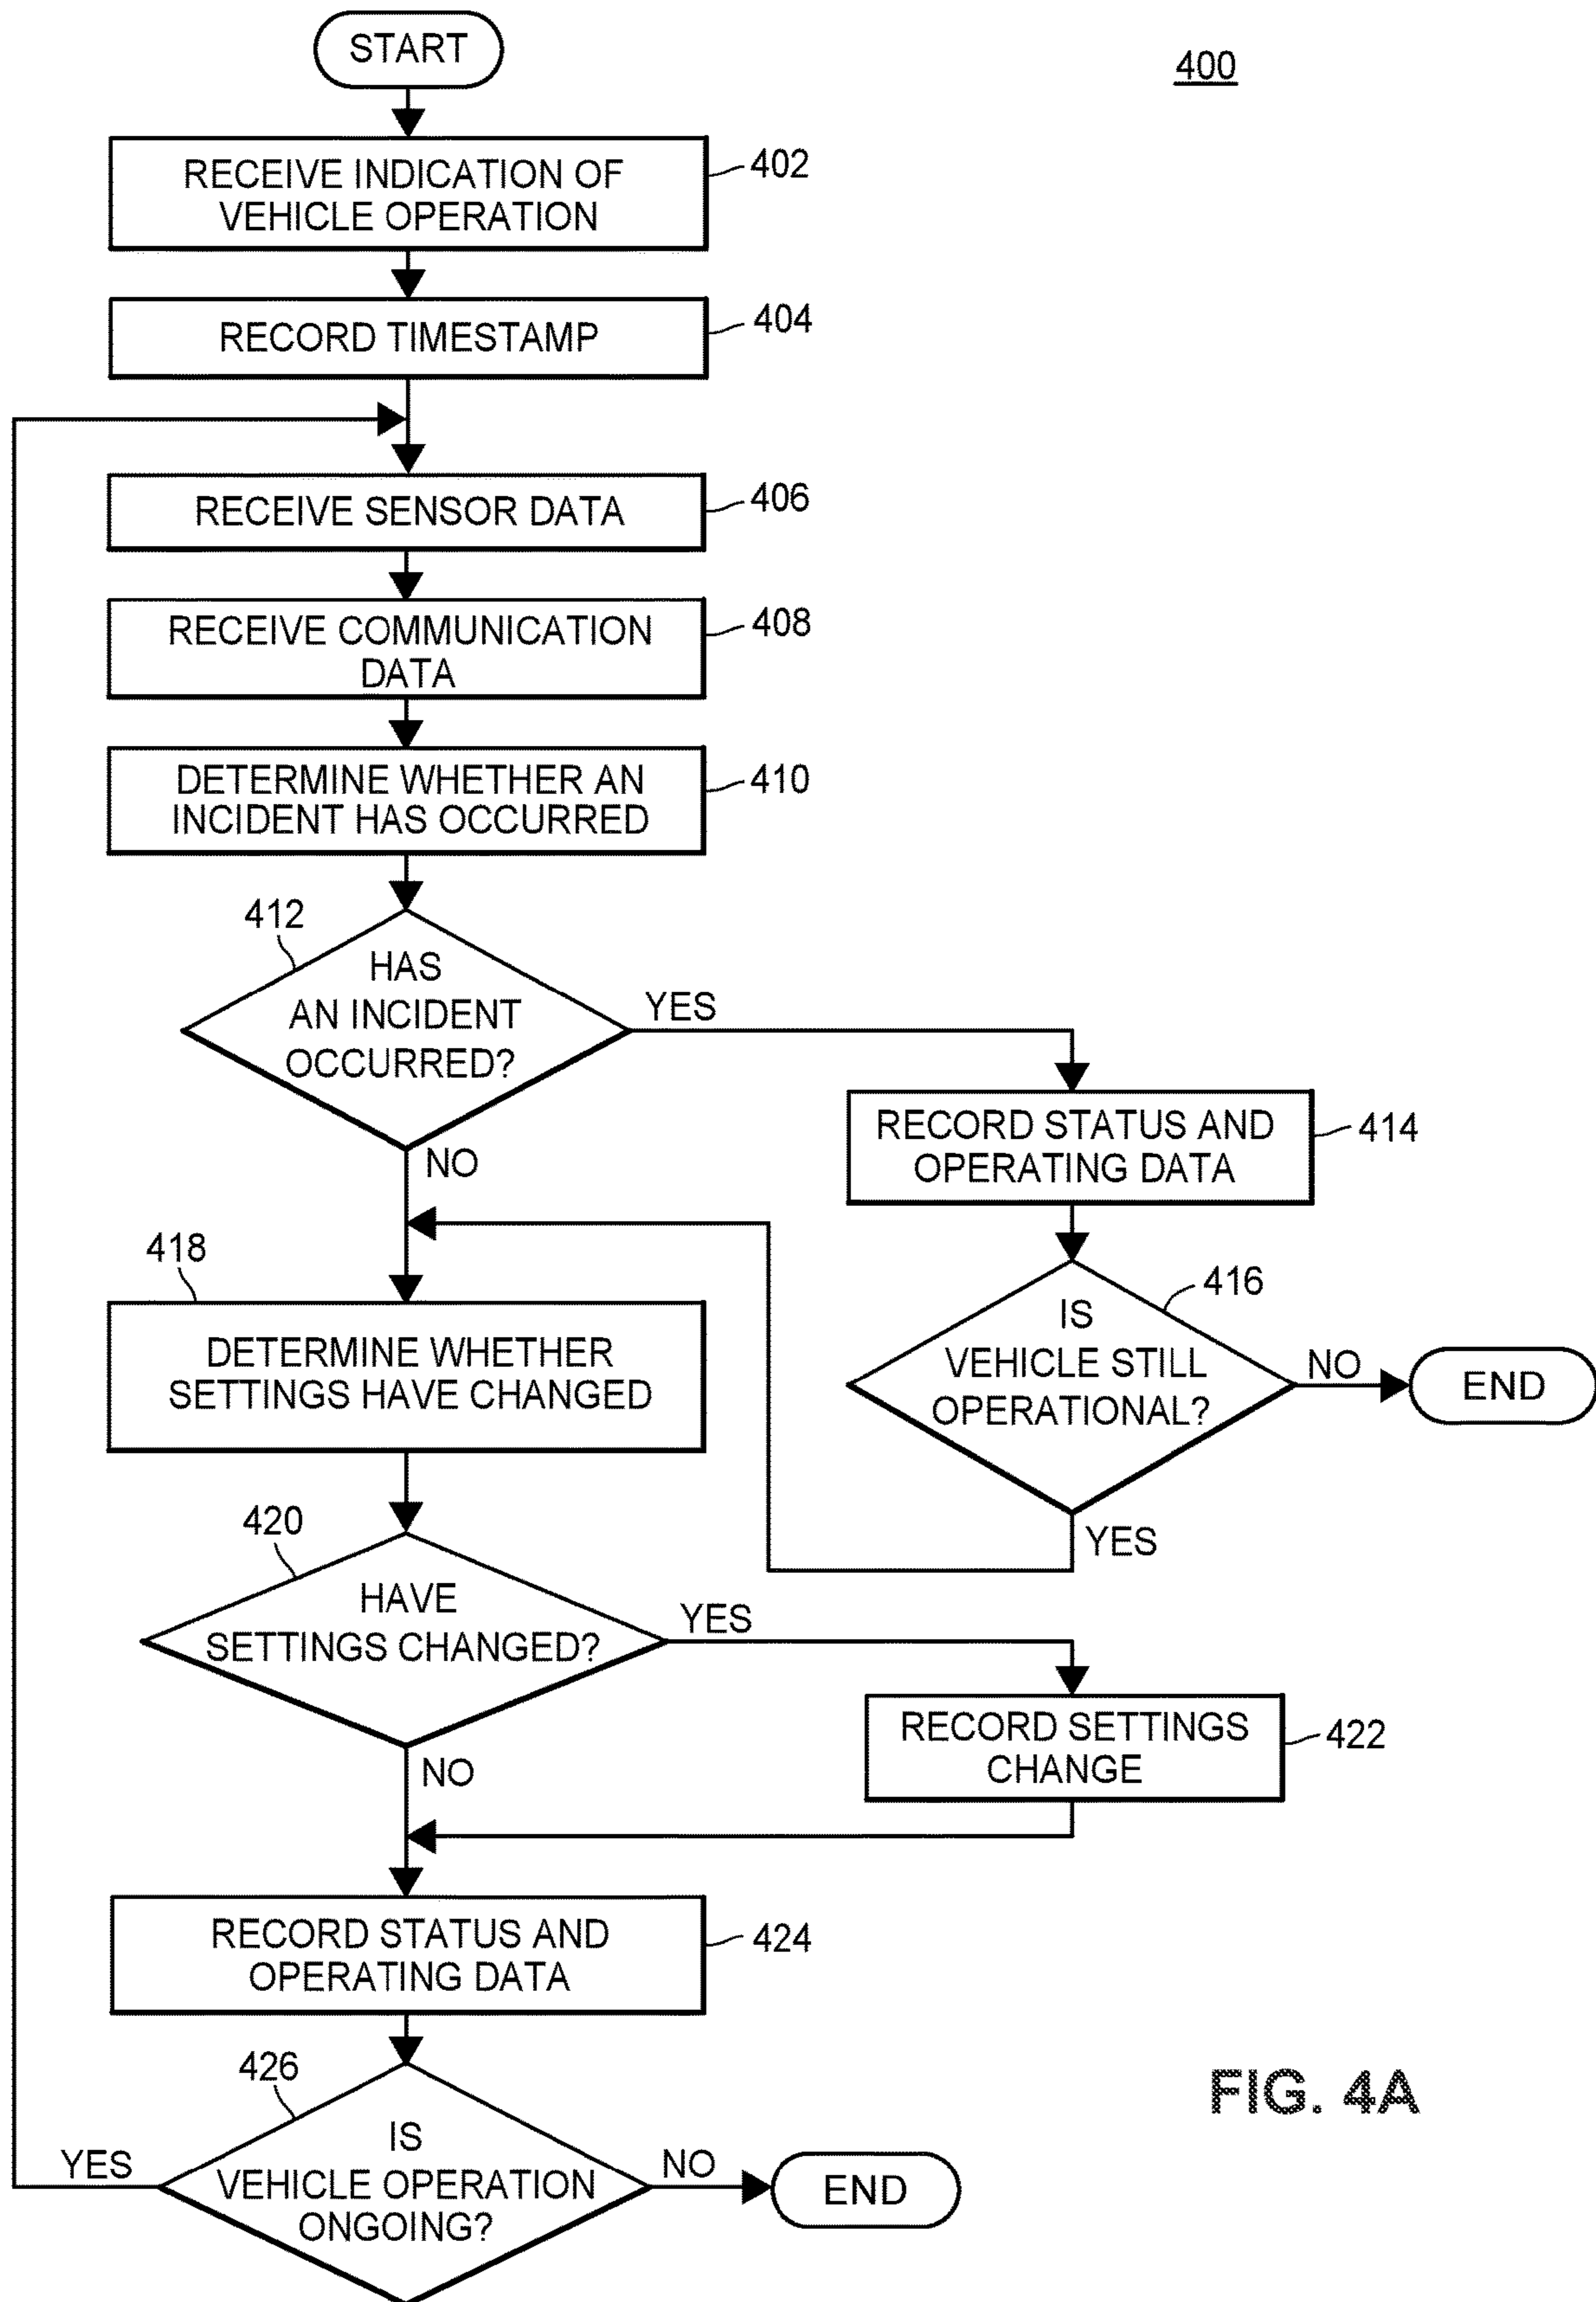 START
400
RECEIVE INDICATION OF
VEHICLE OPERATION
402
RECORD TIMESTAMP
404
RECEIVE SENSOR DATA
406
RECEIVE COMMUNICATION
DATA
408
DETERMINE WHETHER AN
INCIDENT HAS OCCURRED
410
412
HAS
AN INCIDENT
OCCURRED?
YES
NO
RECORD STATUS AND
OPERATING DATA
414
416
IS
VEHICLE STILL
OPERATIONAL?
NO
END
YES
418
DETERMINE WHETHER
SETTINGS HAVE CHANGED
420
HAVE
SETTINGS CHANGED?
YES
NO
RECORD SETTINGS
CHANGE
422
RECORD STATUS AND
OPERATING DATA
424
426
IS
VEHICLE OPERATION
ONGOING?
YES
NO
END
FIG. 4A